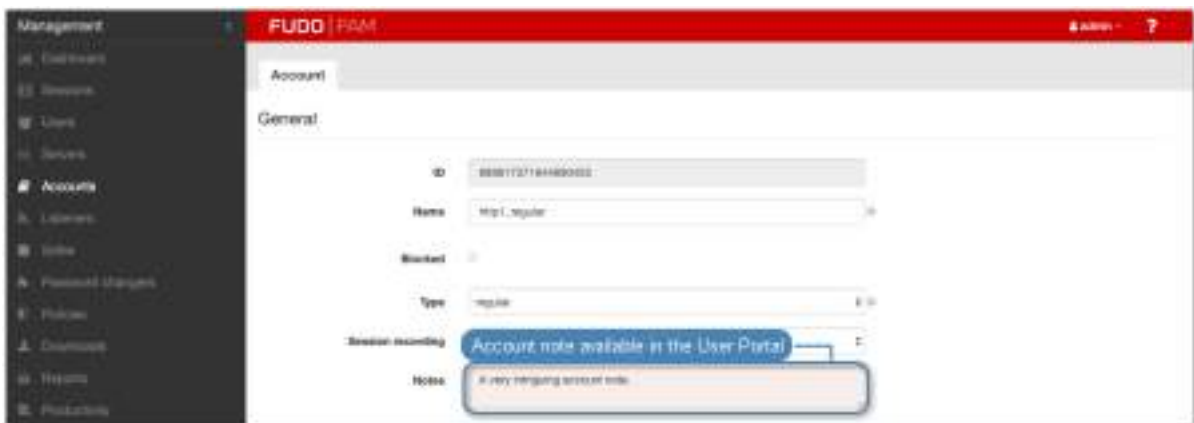 Management
FUDO PAM
admin
?
Dashboard
Sessions
Users
Servers
Accounts
Listeners
Safes
Password changers
Policies
Downloads
Reports
Productivity
Account
General
ID
Name
http1_regular
Blocked
Type
regular
Session recording
Account note available in the User Portal
Notes
A very intriguing account note.